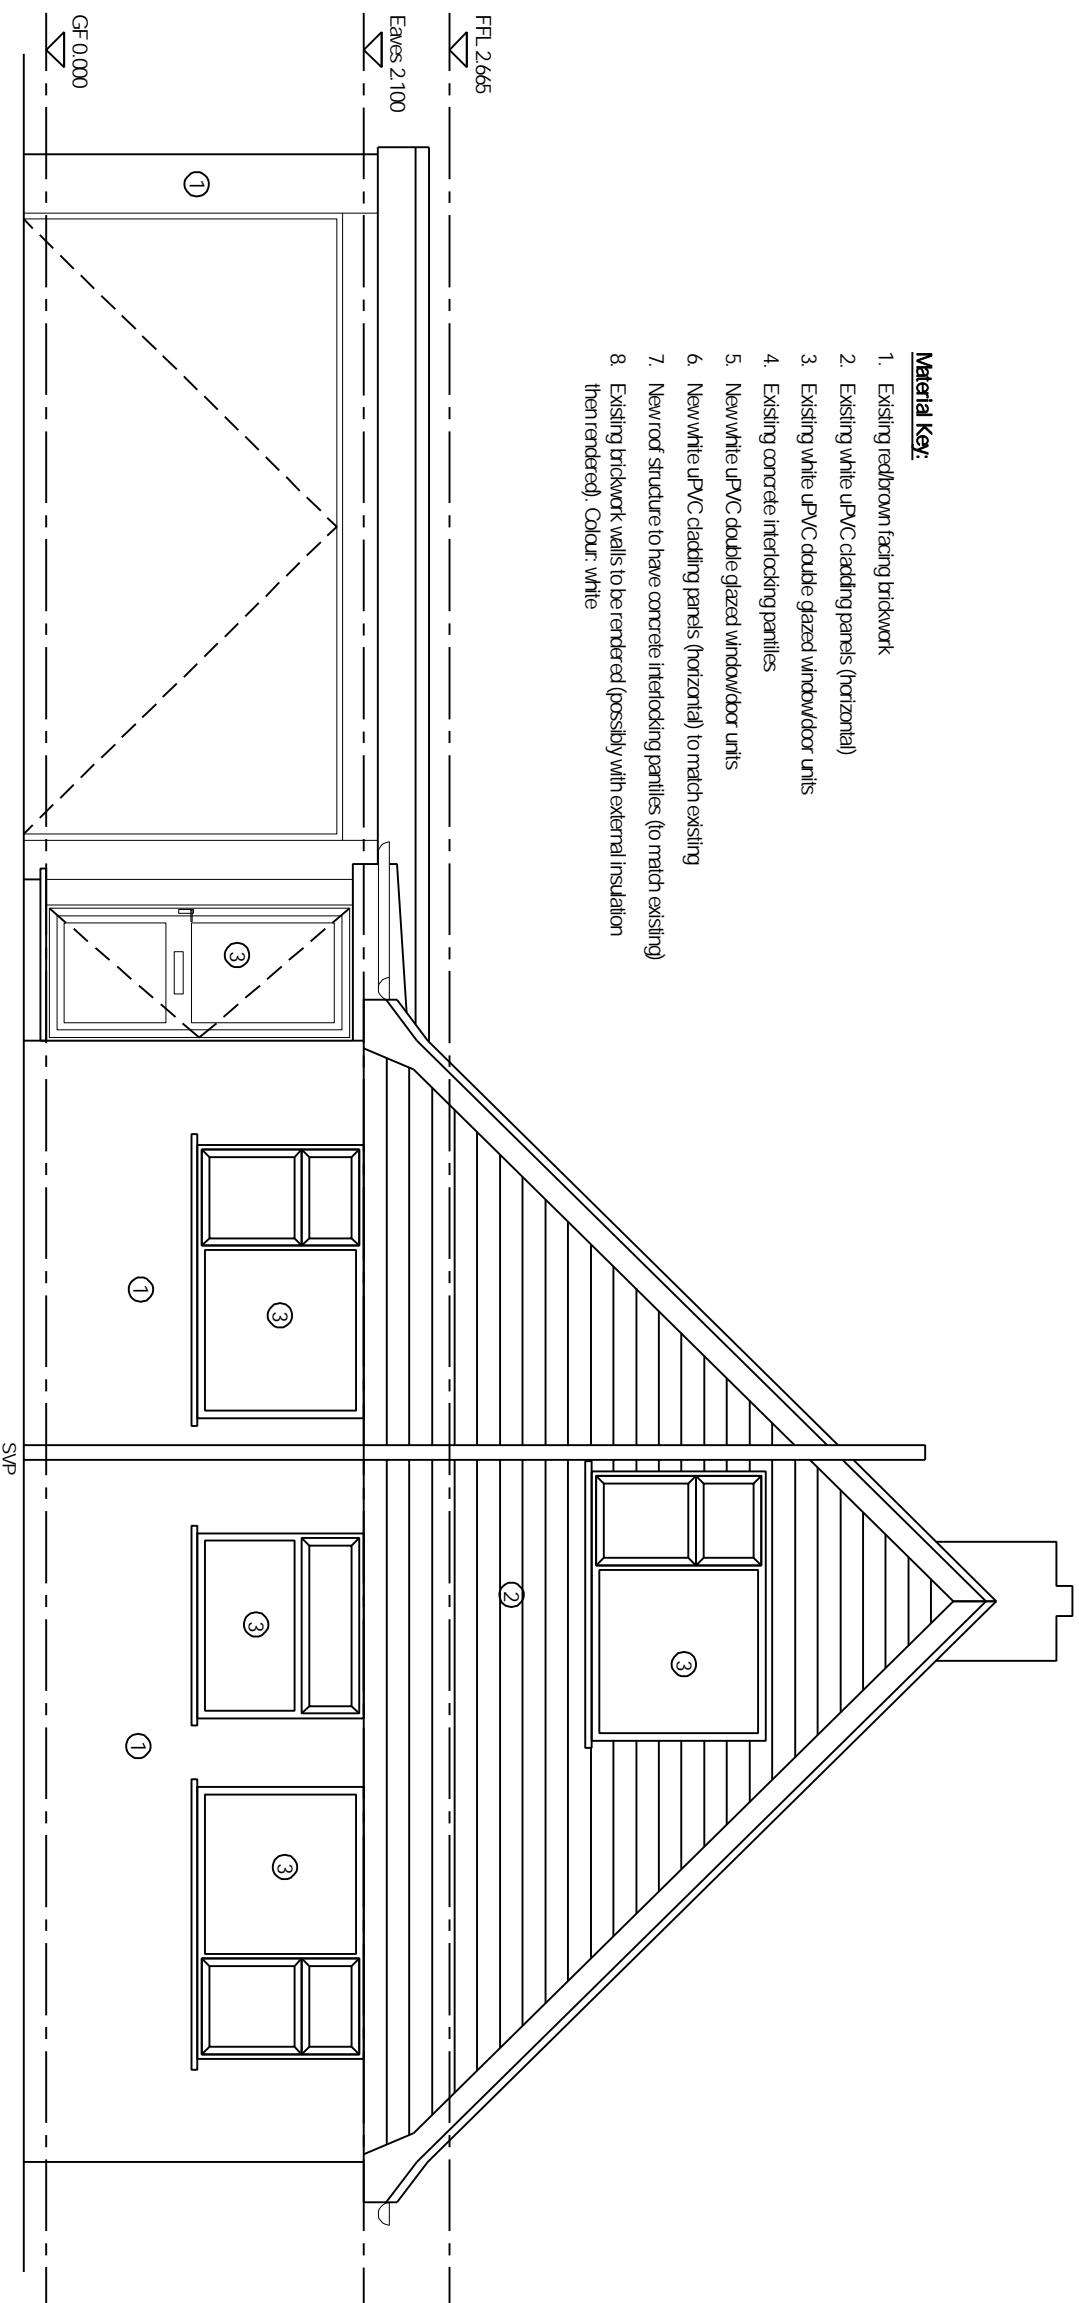 Material Key:
1. Existing red/brown facing brickwork
2. Existing white uPVC cladding panels (horizontal)
3. Existing white uPVC double glazed window/door units
4. Existing concrete interlocking pantiles
5. New white uPVC double glazed window/door units
6. New white uPVC cladding panels (horizontal) to match existing
7. New roof structure to have concrete interlocking pantiles (to match existing)
8. Existing brickwork walls to be rendered (possibly with external insulation
then rendered). Colour: white
FFL 2.665
Eaves 2.100
GF 0.000
1
3
1
3
2
3
3
1
3
SVP